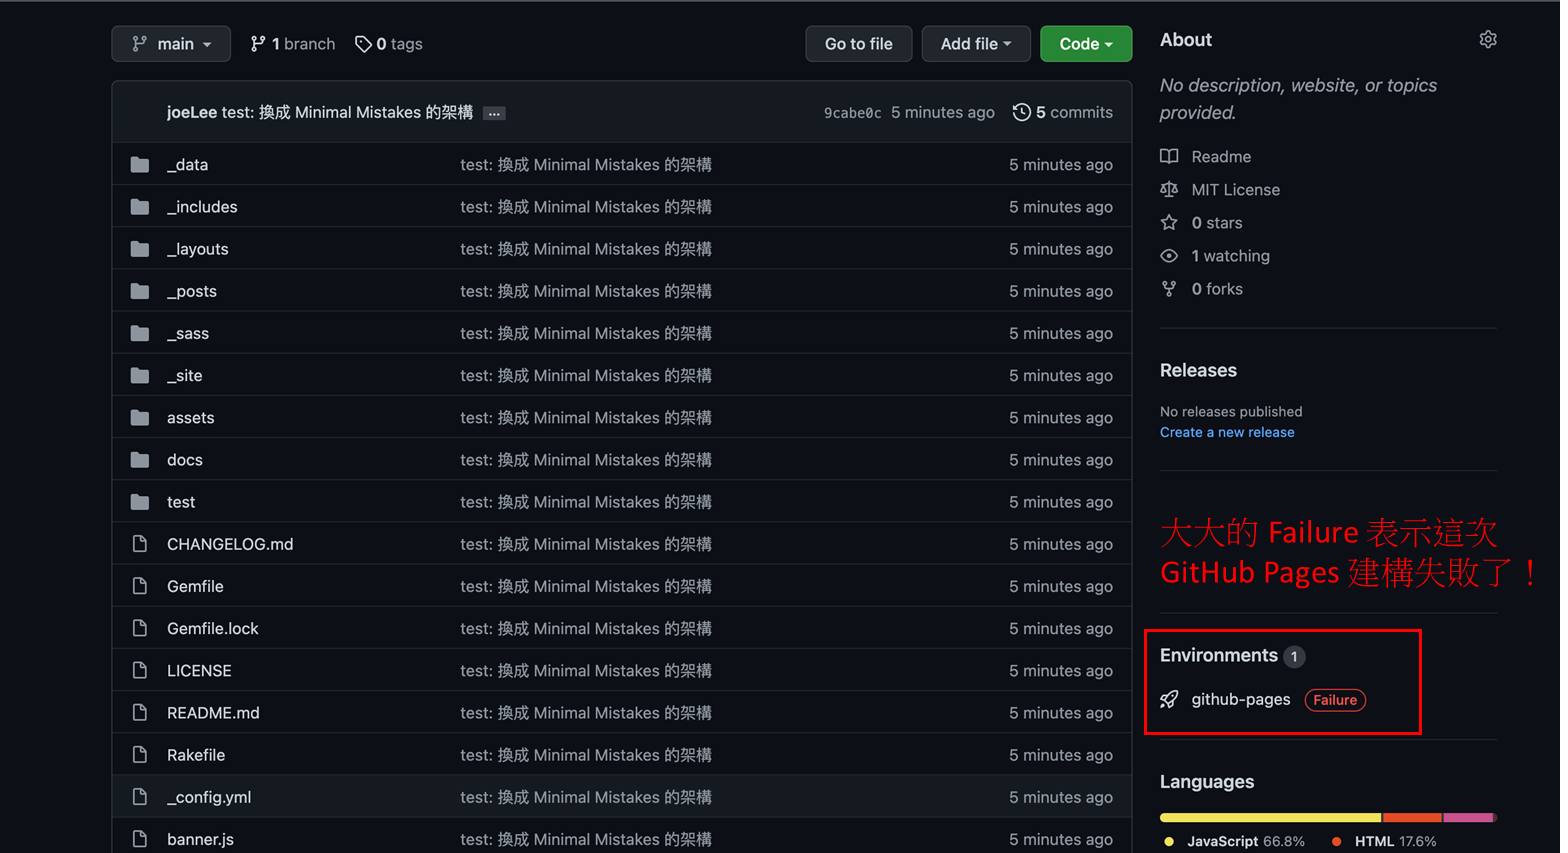 main
1 branch
0 tags
Go to file
Add file
Code
joeLee test: 換成 Minimal Mistakes 的架構 ...
9cabe0c 5 minutes ago
5 commits
_data test: 換成 Minimal Mistakes 的架構 5 minutes ago
_includes test: 換成 Minimal Mistakes 的架構 5 minutes ago
_layouts test: 換成 Minimal Mistakes 的架構 5 minutes ago
_posts test: 換成 Minimal Mistakes 的架構 5 minutes ago
_sass test: 換成 Minimal Mistakes 的架構 5 minutes ago
_site test: 換成 Minimal Mistakes 的架構 5 minutes ago
assets test: 換成 Minimal Mistakes 的架構 5 minutes ago
docs test: 換成 Minimal Mistakes 的架構 5 minutes ago
test test: 換成 Minimal Mistakes 的架構 5 minutes ago
CHANGELOG.md test: 換成 Minimal Mistakes 的架構 5 minutes ago
Gemfile test: 換成 Minimal Mistakes 的架構 5 minutes ago
Gemfile.lock test: 換成 Minimal Mistakes 的架構 5 minutes ago
LICENSE test: 換成 Minimal Mistakes 的架構 5 minutes ago
README.md test: 換成 Minimal Mistakes 的架構 5 minutes ago
Rakefile test: 換成 Minimal Mistakes 的架構 5 minutes ago
_config.yml test: 換成 Minimal Mistakes 的架構 5 minutes ago
banner.js test: 換成 Minimal Mistakes 的架構 5 minutes ago
About
No description, website, or topics
provided.
Readme
MIT License
0 stars
1 watching
0 forks
Releases
No releases published
Create a new release
大大的 Failure 表示這次
GitHub Pages 建構失敗了！
Environments 1
github-pages Failure
Languages
JavaScript 66.8% HTML 17.6%